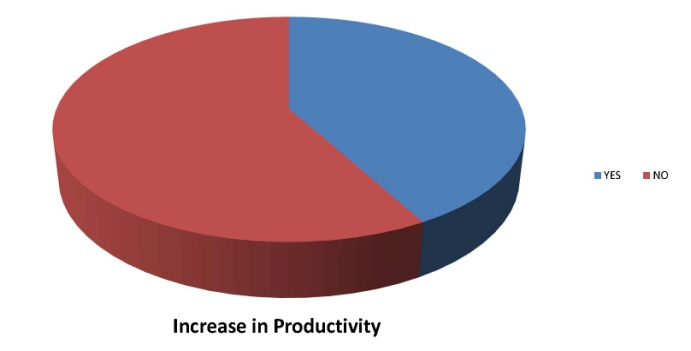 YES NO
Increase in Productivity